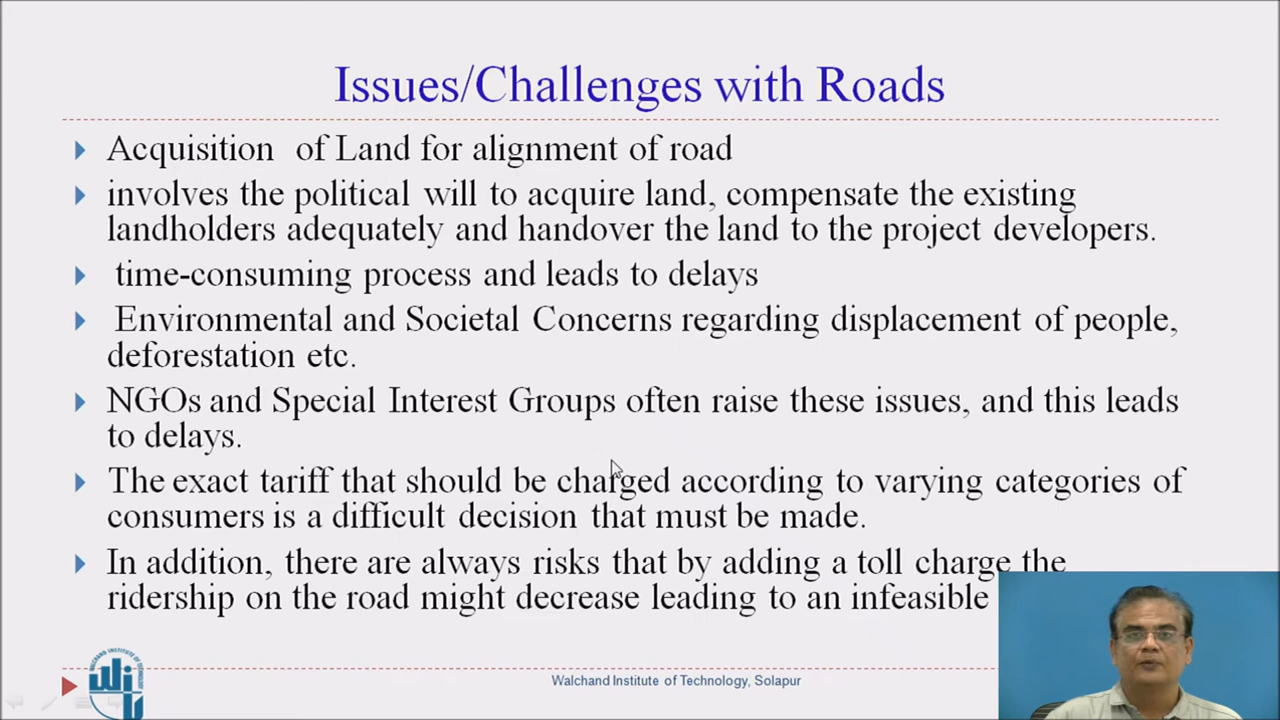 Issues/Challenges with Roads
Acquisition of Land for alignment of road
involves the political will to acquire land, compensate the existing
landholders adequately and handover the land to the project developers.
time-consuming process and leads to delays
Environmental and Societal Concerns regarding displacement of people,
deforestation etc.
NGOs and Special Interest Groups often raise these issues, and this leads
to delays.
The exact tariff that should be charged according to varying categories of
consumers is a difficult decision that must be made.
In addition, there are always risks that by adding a toll charge the
ridership on the road might decrease leading to an infeasible
WALCHAND INSTITUTE OF TECHNOLOGY
Walchand Institute of Technology, Solapur